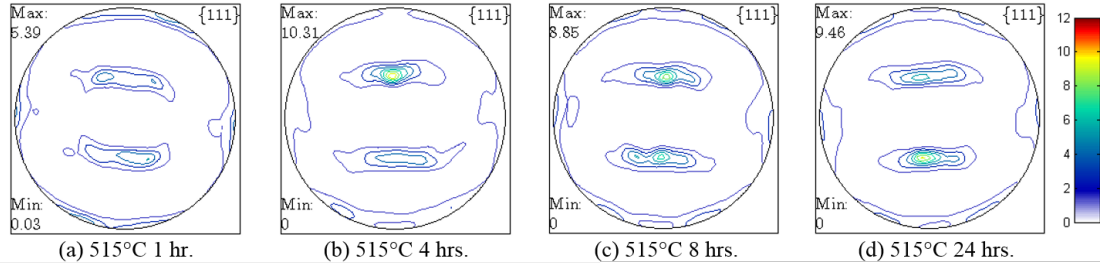 Max: {111} Max: {111} Max: {111} Max: {111} 12
5.39 10.31 8.85 9.46
10
8
6
4
2
Min: Min: Min: Min:
0.03 0 0 0 0
(a) 515°C 1 hr. (b) 515°C 4 hrs. (c) 515°C 8 hrs. (d) 515°C 24 hrs.